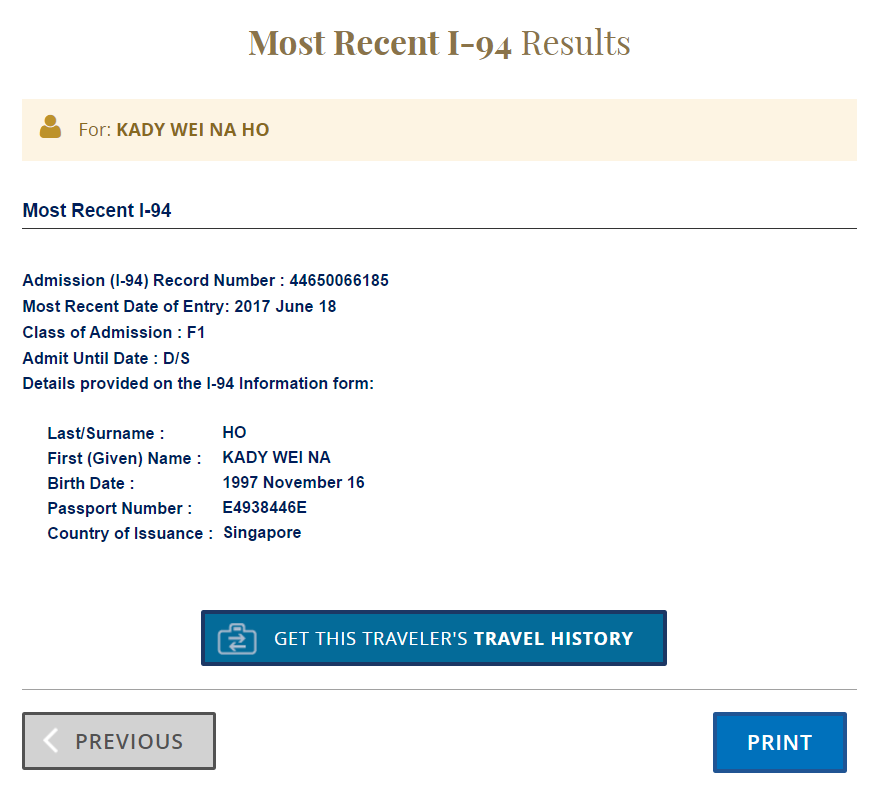 Most Recent I-94 Results
For: KADY WEI NA HO
Most Recent I-94
Admission (I-94) Record Number : 44650066185
Most Recent Date of Entry: 2017 June 18
Class of Admission : F1
Admit Until Date : D/S
Details provided on the I-94 Information form:
Last/Surname : HO
First (Given) Name : KADY WEI NA
Birth Date : 1997 November 16
Passport Number : E4938446E
Country of Issuance : Singapore
GET THIS TRAVELER'S TRAVEL HISTORY
PREVIOUS
PRINT